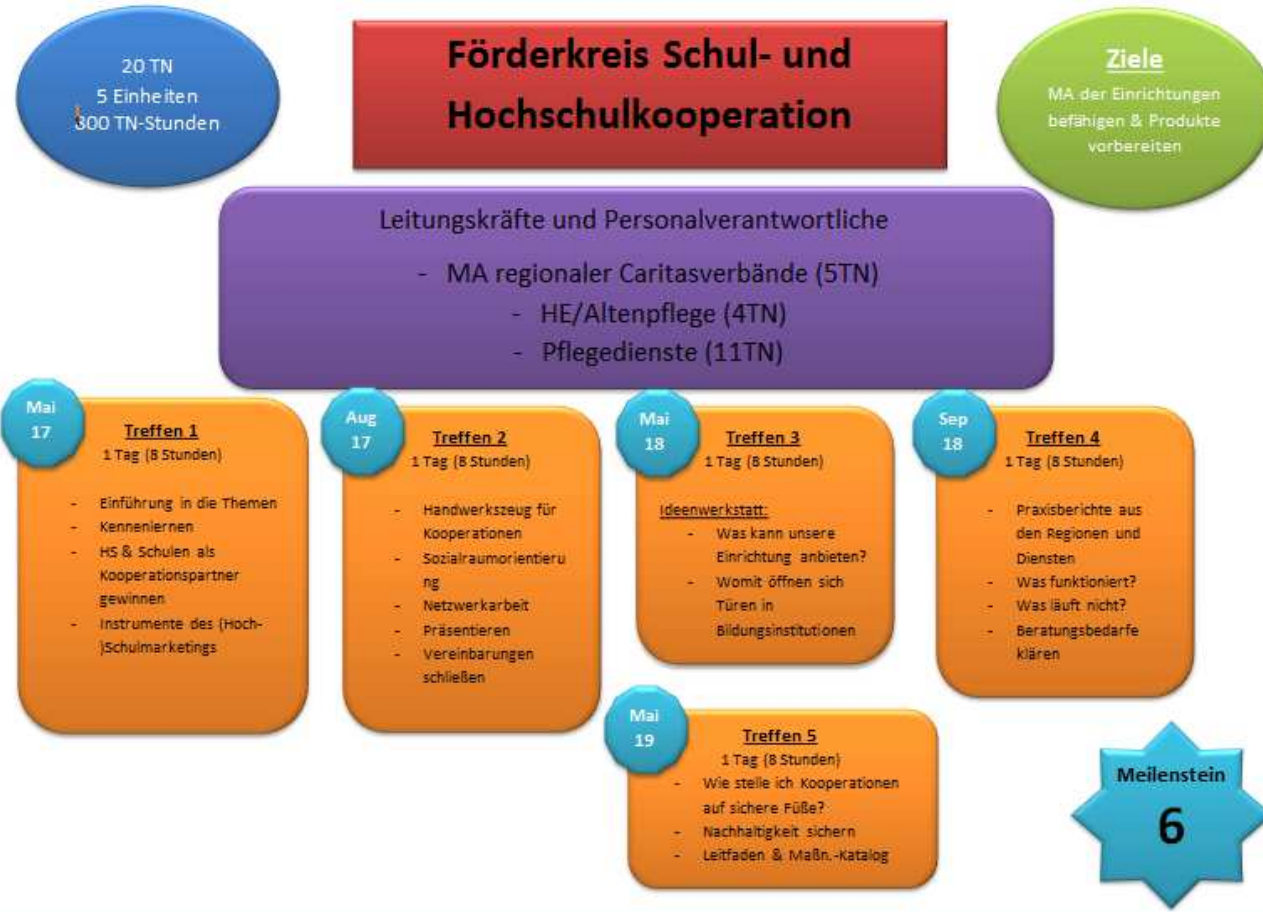 20 TN
5 Einheiten
800 TN-Stunden
Förderkreis Schul- und
Hochschulkooperation
Ziele
MA der Einrichtungen
befähigen & Produkte
vorbereiten
Leitungskräfte und Personalverantwortliche
- MA regionaler Caritasverbände (5TN)
- HE/Altenpflege (4TN)
- Pflegedienste (11TN)
Mai
17
Treffen 1
1 Tag (8 Stunden)
- Einführung in die Themen
- Kennenlernen
- HS & Schulen als
Kooperationspartner
gewinnen
- Instrumente des (Hoch-
)Schulmarketings
Aug
17
Treffen 2
1 Tag (8 Stunden)
- Handwerkszeug für
Kooperationen
- Sozialraumorientieru
ng
- Netzwerkarbeit
- Präsentieren
- Vereinbarungen
schließen
Mai
18
Treffen 3
1 Tag (8 Stunden)
Ideenwerkstatt:
- Was kann unsere
Einrichtung anbieten?
- Womit öffnen sich
Türen in
Bildungsinstitutionen
Sep
18
Treffen 4
1 Tag (8 Stunden)
- Praxisberichte aus
den Regionen und
Diensten
- Was funktioniert?
- Was läuft nicht?
- Beratungsbedarfe
klären
Mai
19
Treffen 5
1 Tag (8 Stunden)
- Wie stelle ich Kooperationen
auf sichere Füße?
- Nachhaltigkeit sichern
- Leitfaden & Maßn.-Katalog
Meilenstein
6